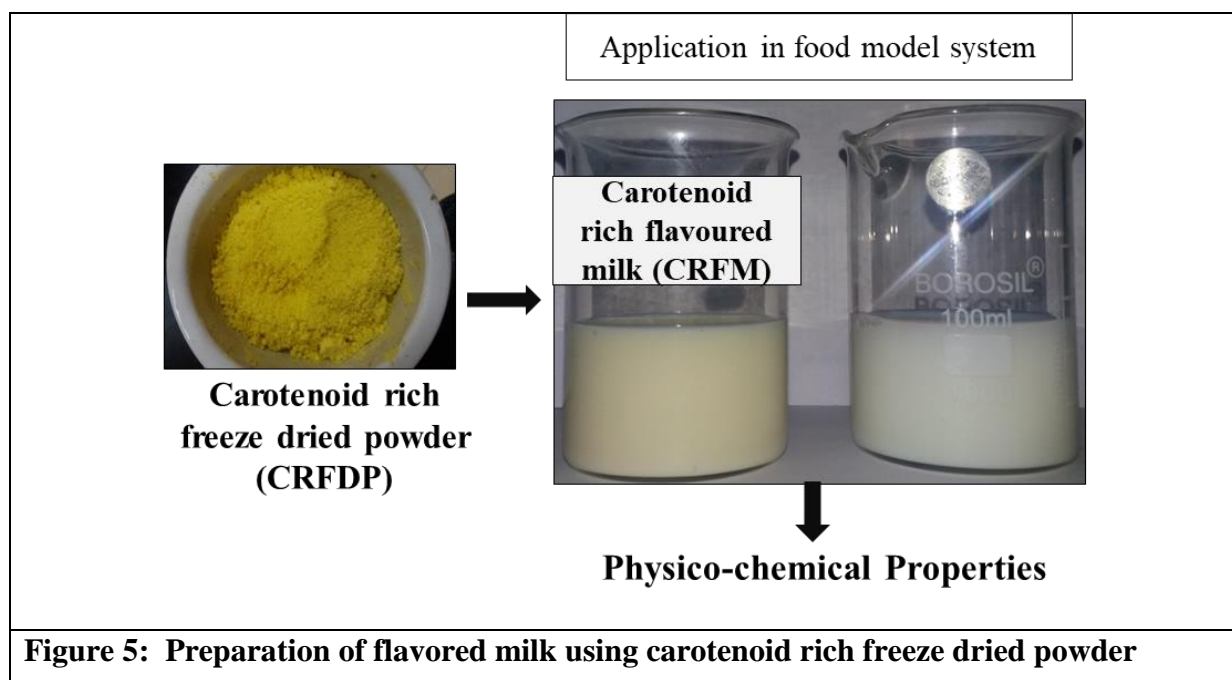 Application in food model system
Carotenoid
rich flavoured
milk (CRFM)
BOROSIL®
100ml
Carotenoid rich
freeze dried powder
(CRFDP)
Physico-chemical Properties
Figure 5: Preparation of flavored milk using carotenoid rich freeze dried powder